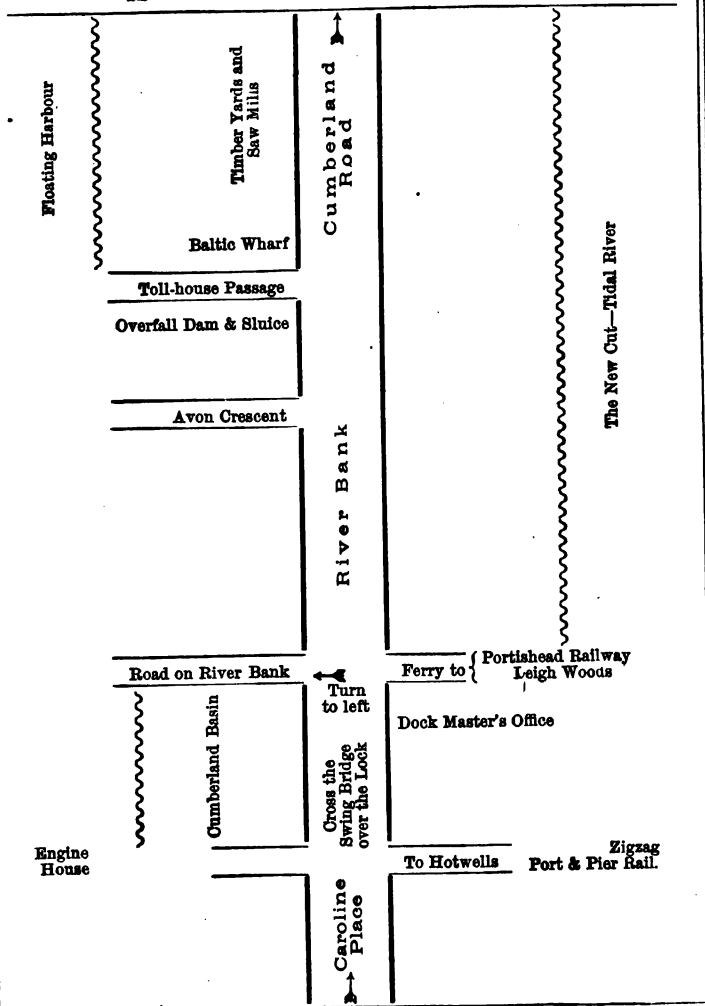 Floating Harbour
Timber Yards and
Saw Mills
Cumberland
Road
Baltic Wharf
Toll-house Passage
Overfall Dam & Sluice
The New Cut—Tidal River
Avon Crescent
River Bank
Road on River Bank
Ferry to
Portishead Railway
Leigh Woods
Turn
to left
Dock Master's Office
Cumberland Basin
Cross the
Swing Bridge
over the Lock
Engine
House
To Hotwells
Zigzag
Port & Pier Rail.
Caroline
Place